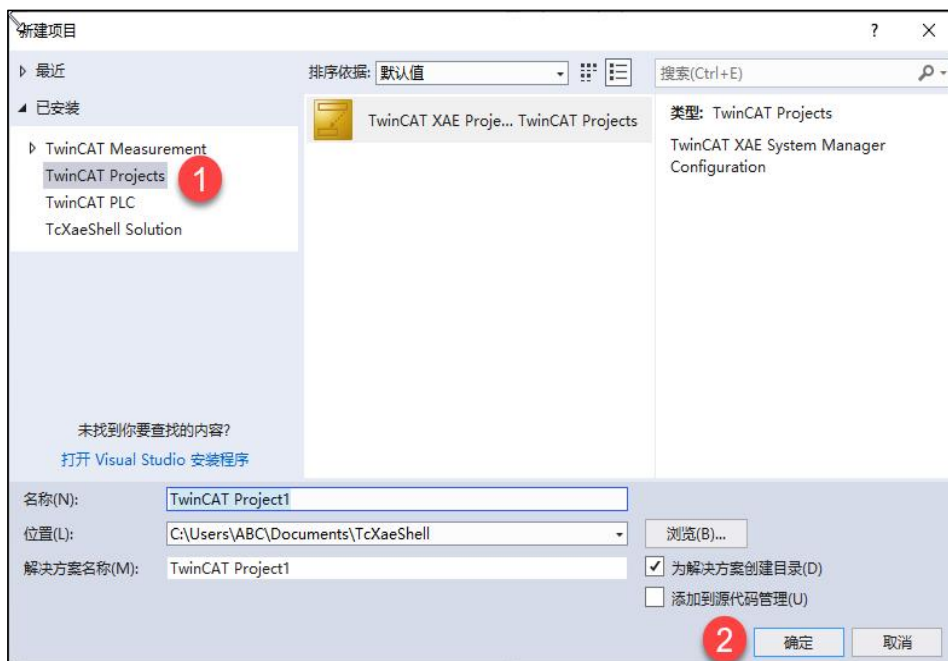 新建项目
最近
排序依据: 默认值
搜索(Ctrl+E)
已安装
TwinCAT Measurement
TwinCAT Projects
TwinCAT PLC
TcXaeShell Solution
1
TwinCAT XAE Proje... TwinCAT Projects
类型: TwinCAT Projects
TwinCAT XAE System Manager
Configuration
未找到你要查找的内容?
打开 Visual Studio 安装程序
名称(N): TwinCAT Project1
位置(L): C:\Users\ABC\Documents\TcXaeShell 浏览(B)...
解决方案名称(M): TwinCAT Project1
为解决方案创建目录(D)
添加到源代码管理(U)
2 确定 取消